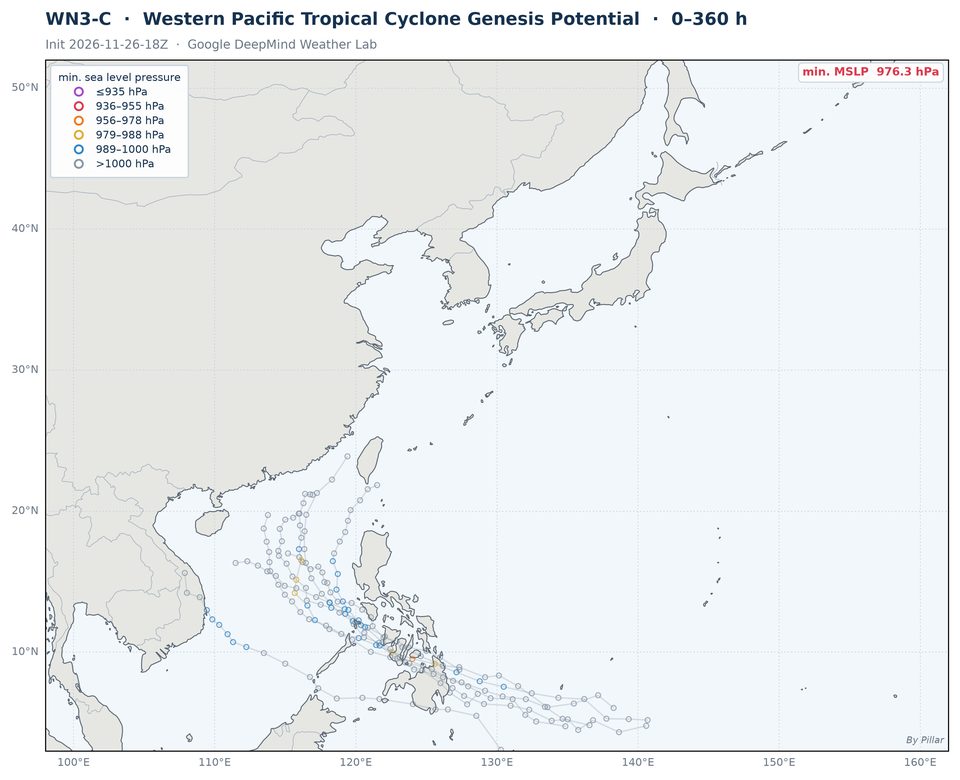 WN3-C · Western Pacific Tropical Cyclone Genesis Potential · 0–360 h
Init 2026-11-26-18Z · Google DeepMind Weather Lab
min. sea level pressure
≤935 hPa
936–955 hPa
956–978 hPa
979–988 hPa
989–1000 hPa
>1000 hPa
min. MSLP 976.3 hPa
50°N
40°N
30°N
20°N
10°N
By Pillar
100°E
110°E
120°E
130°E
140°E
150°E
160°E